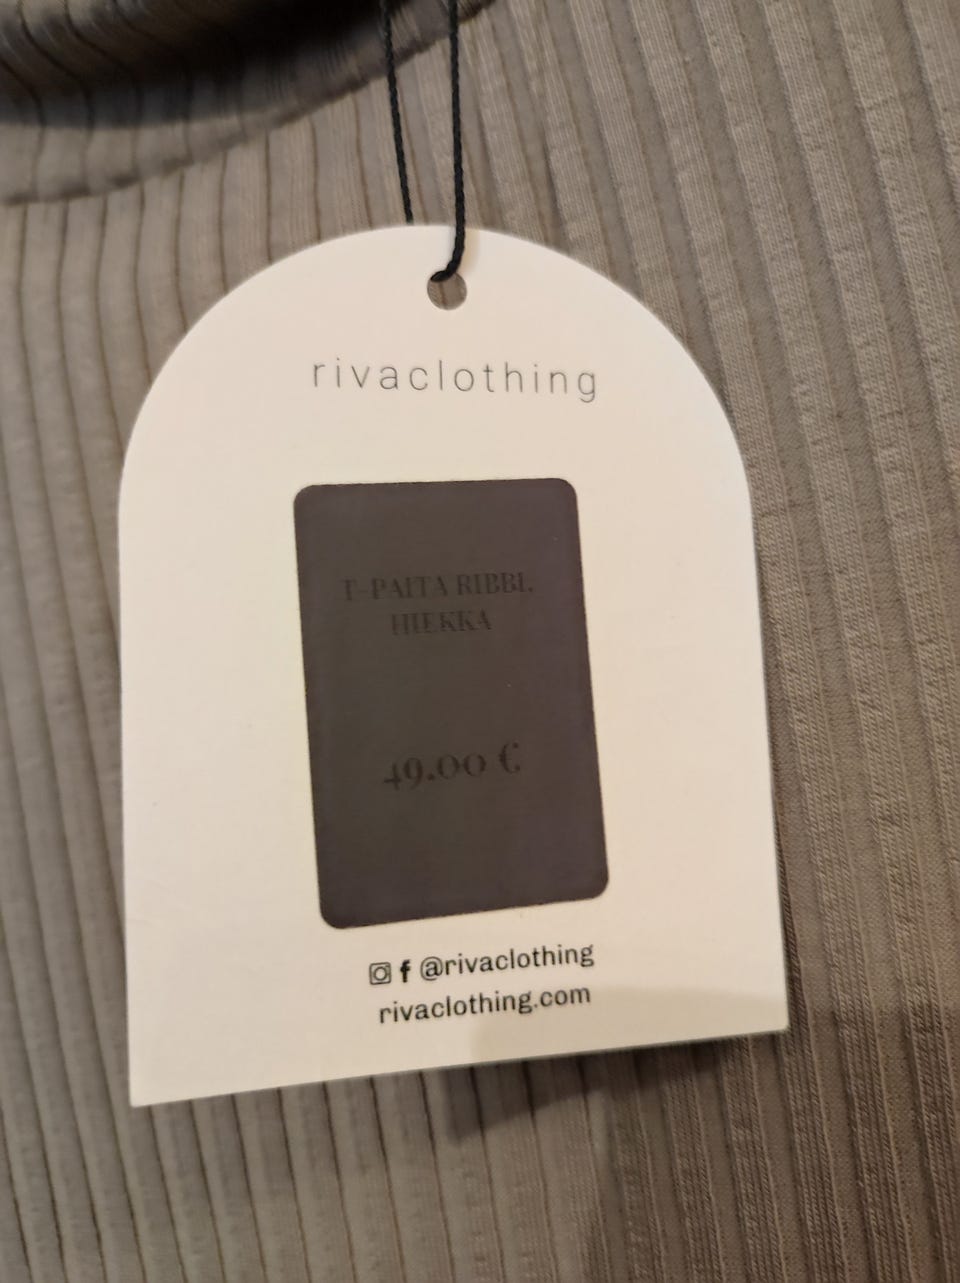 rivaclothing
T-PAITA RIBBI,
HIEKKA
49.00 €
@rivaclothing
rivaclothing.com